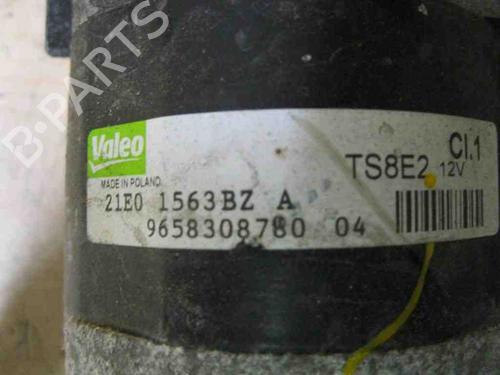 B-PARTS
Valeo
MADE IN POLAND
TS8E2 Cl.1
12V
21E0 1563BZ A
9658308780 04